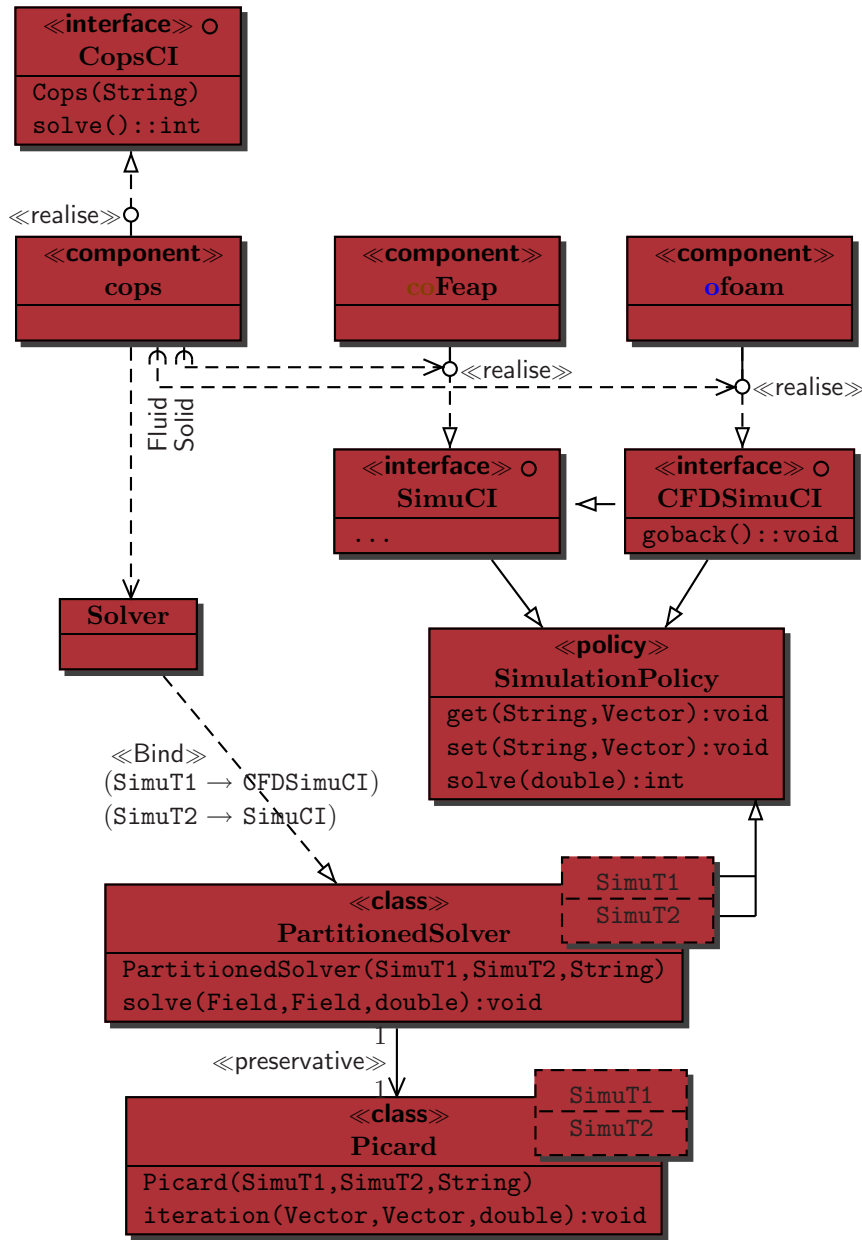 ≪interface≫
CopsCI
Cops(String)
solve()::int
≪realise≫
≪component≫
cops
≪component≫
coFeap
≪component≫
ofoam
≪realise≫
≪realise≫
Fluid
Solid
≪interface≫
SimuCI
...
≪interface≫
CFDSimuCI
goback()::void
Solver
≪policy≫
SimulationPolicy
get(String,Vector):void
set(String,Vector):void
solve(double):int
≪Bind≫
(SimuT1 → CFDSimuCI)
(SimuT2 → SimuCI)
SimuT1
SimuT2
≪class≫
PartitionedSolver
PartitionedSolver(SimuT1,SimuT2,String)
solve(Field,Field,double):void
1
≪preservative≫
1
SimuT1
SimuT2
≪class≫
Picard
Picard(SimuT1,SimuT2,String)
iteration(Vector,Vector,double):void